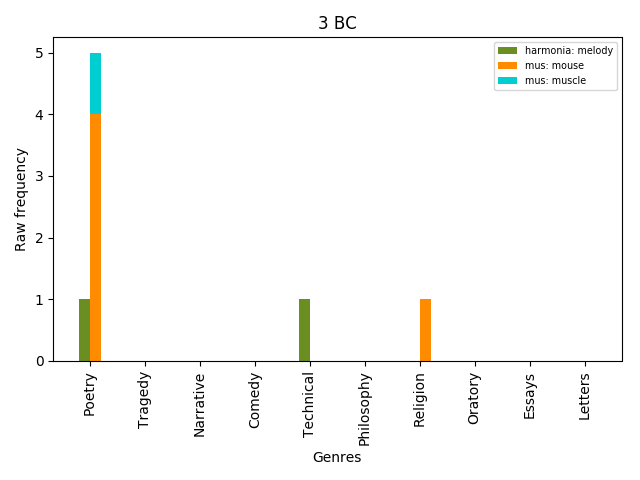 3 BC
harmonia: melody
mus: mouse
mus: muscle
Raw frequency
5
4
3
2
1
0
Poetry
Tragedy
Narrative
Comedy
Technical
Philosophy
Religion
Oratory
Essays
Letters
Genres